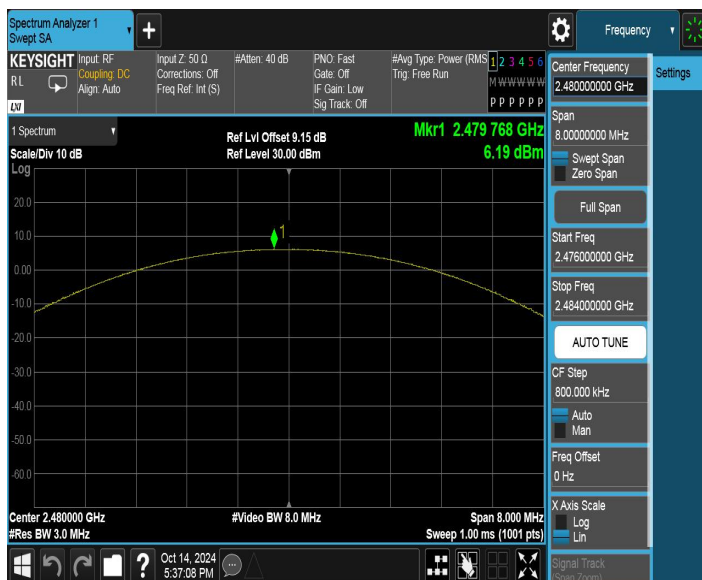 Spectrum Analyzer 1
Swept SA
+
Frequency
KEYSIGHT
RL
LXI
Input: RF
Coupling: DC
Align: Auto
Input Z: 50 Ω
Corrections: Off
Freq Ref: Int (S)
#Atten: 40 dB
PNO: Fast
Gate: Off
IF Gain: Low
Sig Track: Off
#Avg Type: Power (RMS
Trig: Free Run
1 2 3 4 5 6
M W W W W W
P P P P P P
1 Spectrum
Scale/Div 10 dB
Log
Ref Lvl Offset 9.15 dB
Ref Level 30.00 dBm
Mkr1 2.479 768 GHz
6.19 dBm
1
20.0
10.0
0.00
-10.0
-20.0
-30.0
-40.0
-50.0
-60.0
Center 2.48000 GHz
#Res BW 3.0 MHz
#Video BW 8.0 MHz
Span 8.000 MHz
Sweep 1.00 ms (1001 pts)
Center Frequency
2.480000000 GHz
Settings
Span
8.00000000 MHz
Swept Span
Zero Span
Full Span
Start Freq
2.476000000 GHz
Stop Freq
2.484000000 GHz
AUTO TUNE
CF Step
800.000 kHz
Auto
Man
Freq Offset
0 Hz
X Axis Scale
Log
Lin
Signal Track
(Span Zoom)
?
Oct 14, 2024
5:37:08 PM